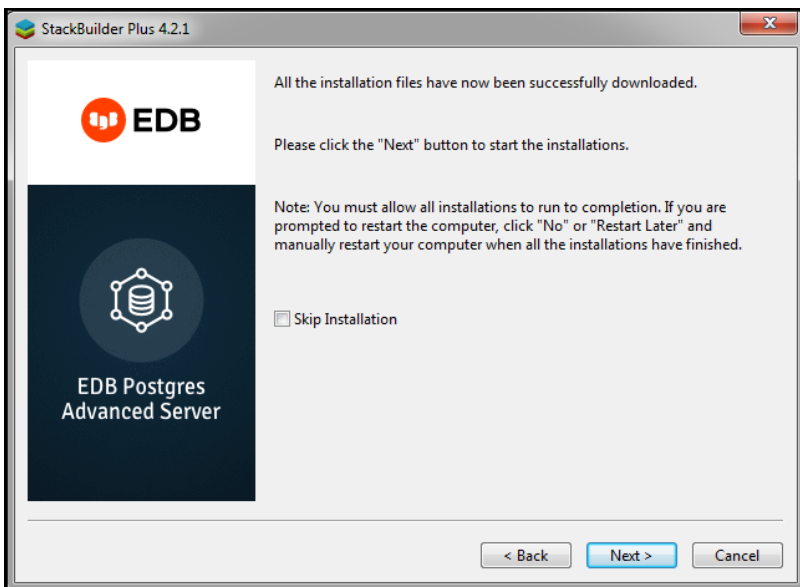 StackBuilder Plus 4.2.1
EDB
EDB Postgres
Advanced Server
All the installation files have now been successfully downloaded.
Please click the "Next" button to start the installations.
Note: You must allow all installations to run to completion. If you are
prompted to restart the computer, click "No" or "Restart Later" and
manually restart your computer when all the installations have finished.
Skip Installation
< Back
Next >
Cancel